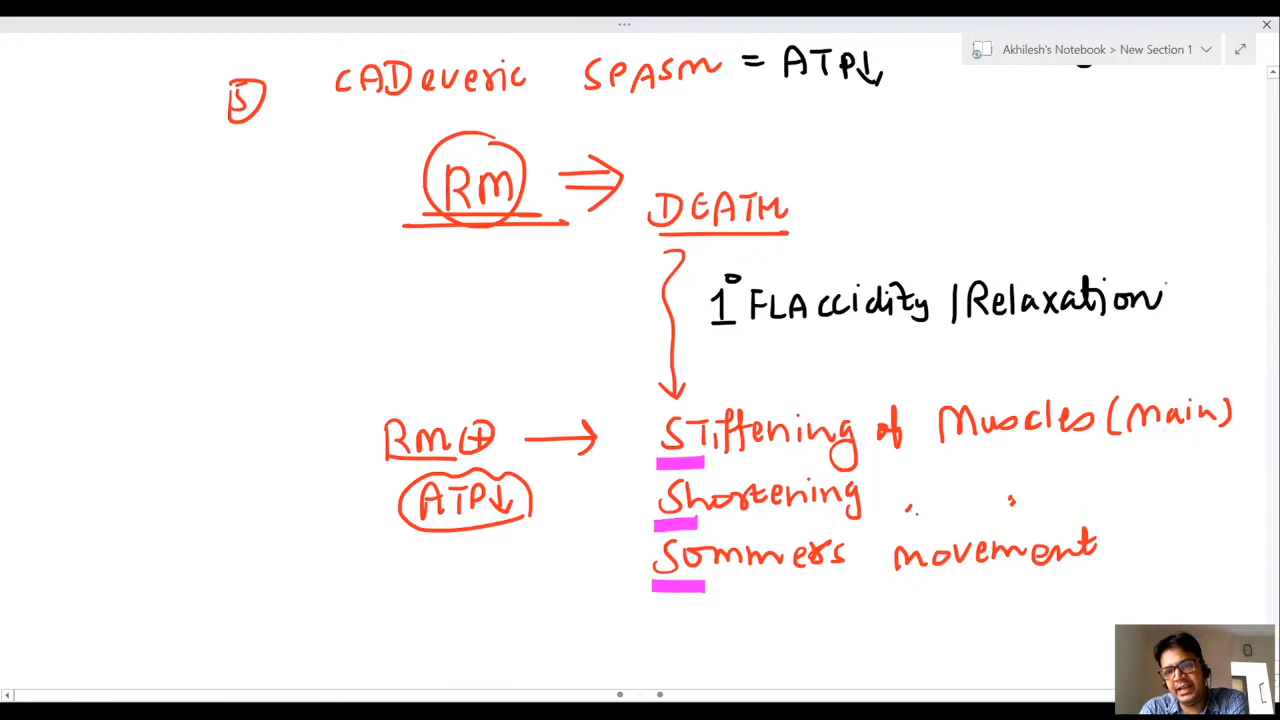 Akhilesh's Notebook > New Section 1
5 CADeveric SPASM = ATP↓
RM ⇒
DEATH
1° FLAccidity / Relaxation
RM⊕ → STiffening of Muscles (Main)
ATP↓
Shortening " "
Sommers movement